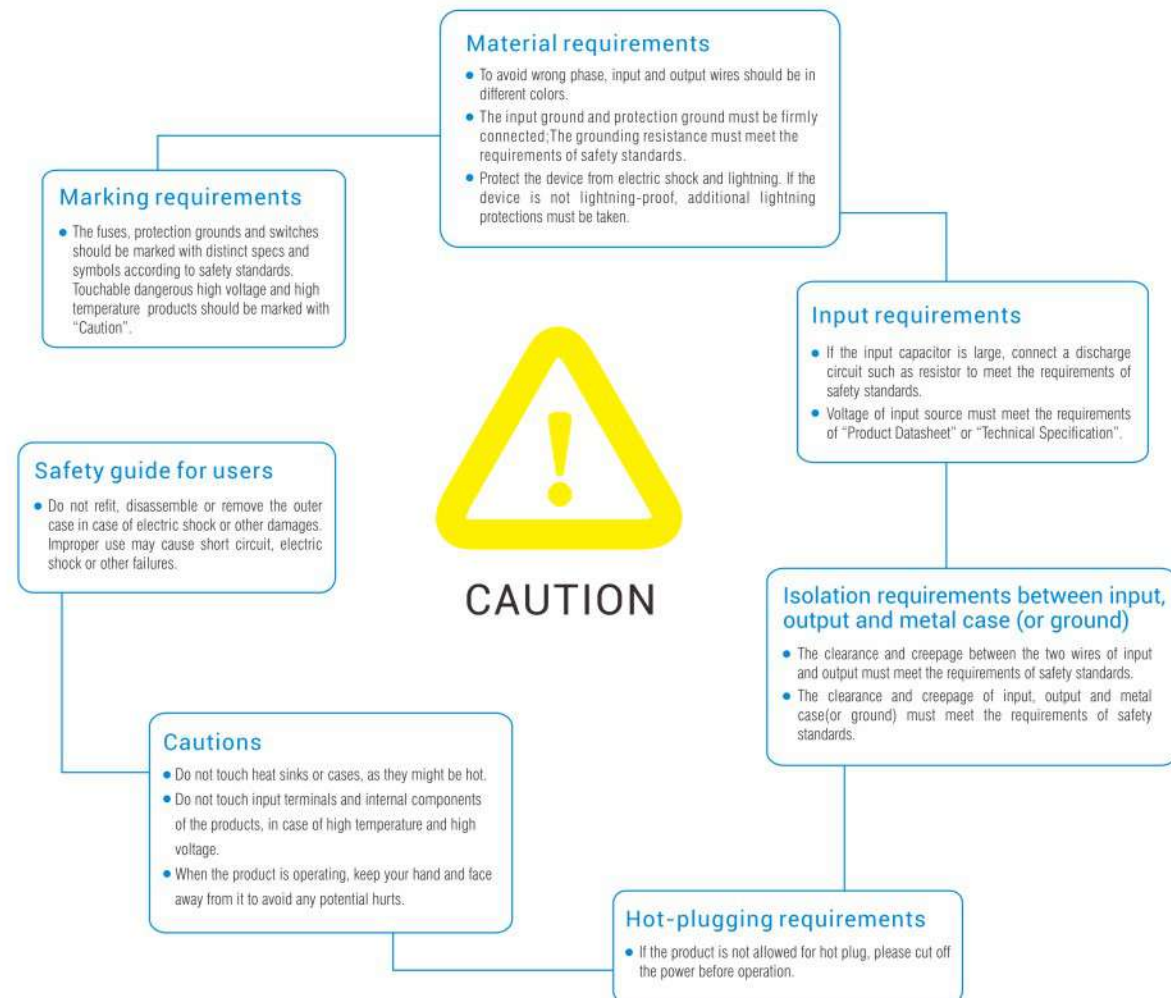 Material requirements
To avoid wrong phase, input and output wires should be in
different colors.
The input ground and protection ground must be firmly
connected;The grounding resistance must meet the
requirements of safety standards.
Protect the device from electric shock and lightning. If the
device is not lightning-proof, additional lightning
protections must be taken.
Marking requirements
The fuses, protection grounds and switches
should be marked with distinct specs and
symbols according to safety standards.
Touchable dangerous high voltage and high
temperature products should be marked with
“Caution”.
Input requirements
If the input capacitor is large, connect a discharge
circuit such as resistor to meet the requirements of
safety standards.
Voltage of input source must meet the requirements
of “Product Datasheet” or “Technical Specification”.
Safety guide for users
Do not refit, disassemble or remove the outer
case in case of electric shock or other damages.
Improper use may cause short circuit, electric
shock or other failures.
!
CAUTION
Isolation requirements between input,
output and metal case (or ground)
The clearance and creepage between the two wires of input
and output must meet the requirements of safety standards.
The clearance and creepage of input, output and metal
case(or ground) must meet the requirements of safety
standards.
Cautions
Do not touch heat sinks or cases, as they might be hot.
Do not touch input terminals and internal components
of the products, in case of high temperature and high
voltage.
When the product is operating, keep your hand and face
away from it to avoid any potential hurts.
Hot-plugging requirements
If the product is not allowed for hot plug, please cut off
the power before operation.